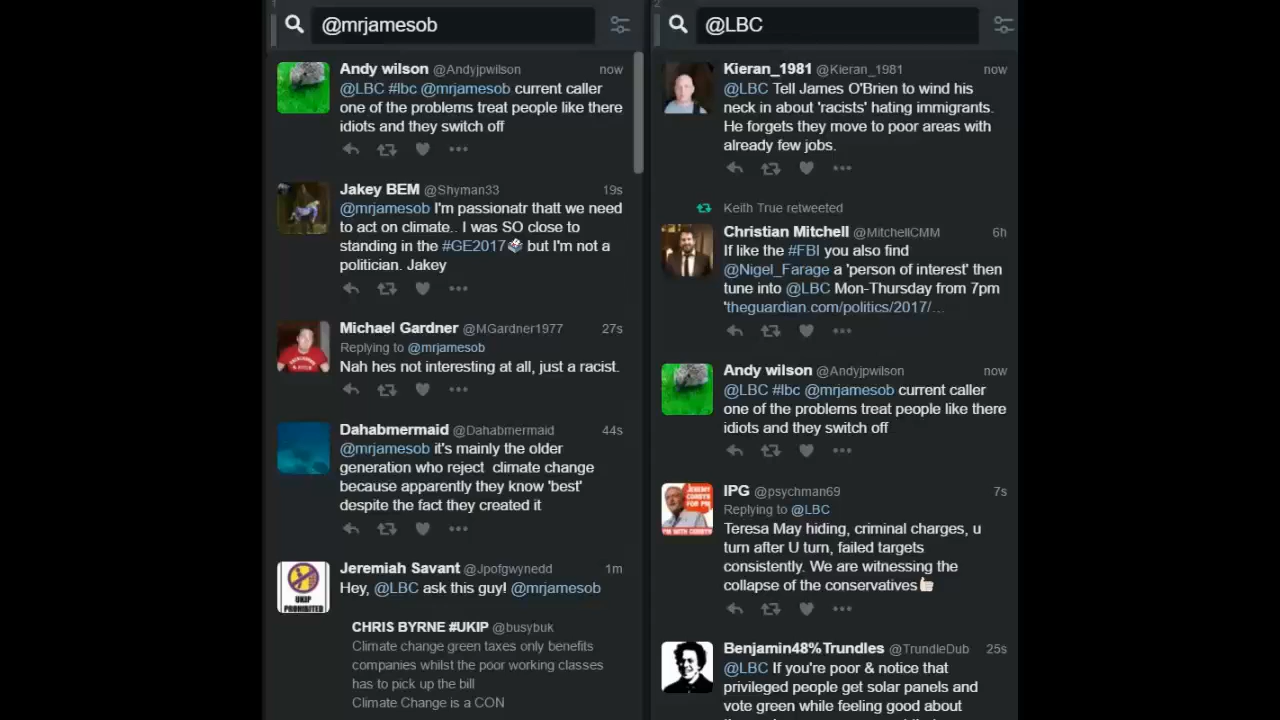 1
@mrjamesob
Andy wilson @Andyjpwilson now
@LBC #lbc @mrjamesob current caller
one of the problems treat people like there
idiots and they switch off
Jakey BEM @Shyman33 19s
@mrjamesob I'm passionatr thatt we need
to act on climate.. I was SO close to
standing in the #GE2017 but I'm not a
politician. Jakey
Michael Gardner @MGardner1977 27s
Replying to @mrjamesob
Nah hes not interesting at all, just a racist.
Dahabmermaid @Dahabmermaid 44s
@mrjamesob it's mainly the older
generation who reject climate change
because apparently they know 'best'
despite the fact they created it
UKIP
PROHIBITED
Jeremiah Savant @Jpofgwynedd 1m
Hey, @LBC ask this guy! @mrjamesob
CHRIS BYRNE #UKIP @busybuk
Climate change green taxes only benefits
companies whilst the poor working classes
has to pick up the bill
Climate Change is a CON
2
@LBC
Kieran_1981 @Kieran_1981 now
@LBC Tell James O'Brien to wind his
neck in about 'racists' hating immigrants.
He forgets they move to poor areas with
already few jobs.
Keith True retweeted
Christian Mitchell @MitchellCMM 6h
If like the #FBI you also find
@Nigel_Farage a 'person of interest' then
tune into @LBC Mon-Thursday from 7pm
'theguardian.com/politics/2017/...
Andy wilson @Andyjpwilson now
@LBC #lbc @mrjamesob current caller
one of the problems treat people like there
idiots and they switch off
JEREMY
CORBYN
FOR PM
IPG @psychman69 7s
Replying to @LBC
Teresa May hiding, criminal charges, u
turn after U turn, failed targets
consistently. We are witnessing the
collapse of the conservatives
Benjamin48%Trundles @TrundleDub 25s
@LBC If you're poor & notice that
privileged people get solar panels and
vote green while feeling good about